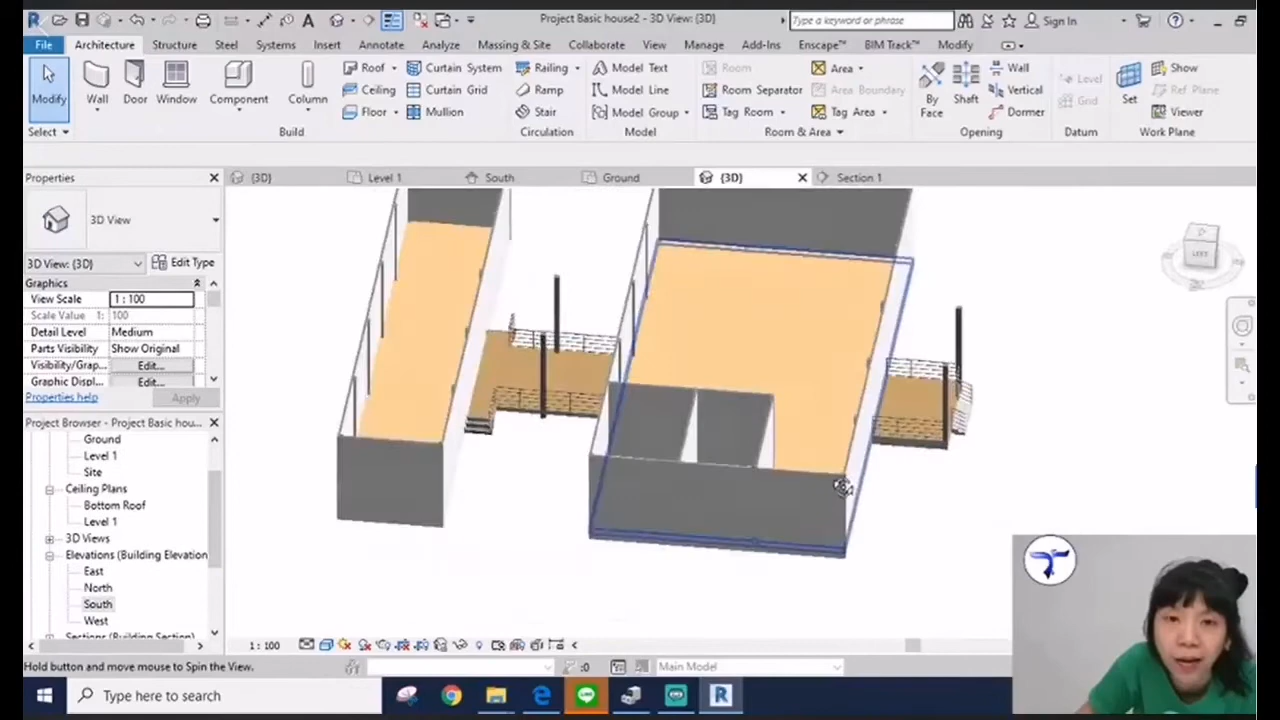 Project Basic house2 - 3D View: {3D}
Type a keyword or phrase
Sign In
File Architecture Structure Steel Systems Insert Annotate Analyze Massing & Site Collaborate View Manage Add-Ins Enscape™ BIM Track™ Modify
Modify
Wall
Door
Window
Component
Column
Roof
Ceiling
Floor
Curtain System
Curtain Grid
Mullion
Railing
Ramp
Stair
Model Text
Model Line
Model Group
Room
Room Separator
Tag Room
Area
Area Boundary
Tag Area
By
Face
Shaft
Wall
Vertical
Dormer
Level
Grid
Set
Show
Ref Plane
Viewer
Select Build Circulation Model Room & Area Opening Datum Work Plane
Properties
{3D} Level 1 South Ground {3D} Section 1
3D View
3D View: {3D} Edit Type
Graphics
View Scale 1 : 100
Scale Value 1: 100
Detail Level Medium
Parts Visibility Show Original
Visibility/Grap... Edit...
Graphic Displ... Edit...
Properties help Apply
Project Browser - Project Basic hou...
Ground
Level 1
Site
Ceiling Plans
Bottom Roof
Level 1
3D Views
Elevations (Building Elevation
East
North
South
West
Sections (Building Section)
LEFT
1 : 100
Hold button and move mouse to Spin the View.
:0
Main Model
Type here to search
LINE
R